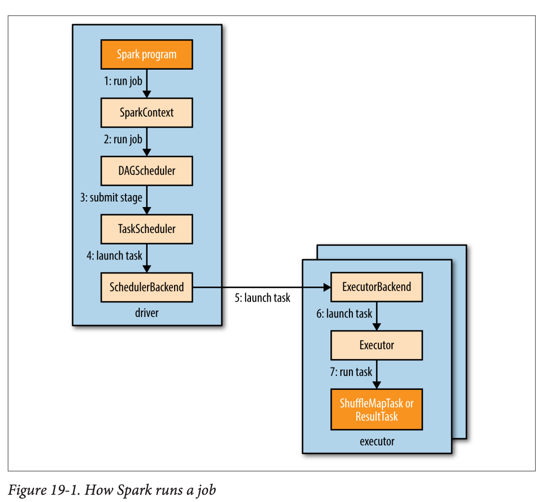 Spark program
1: run job
SparkContext
2: run job
DAGScheduler
3: submit stage
TaskScheduler
4: launch task
SchedulerBackend
driver
5: launch task
ExecutorBackend
6: launch task
Executor
7: run task
ShuffleMapTask or
ResultTask
executor
Figure 19-1. How Spark runs a job